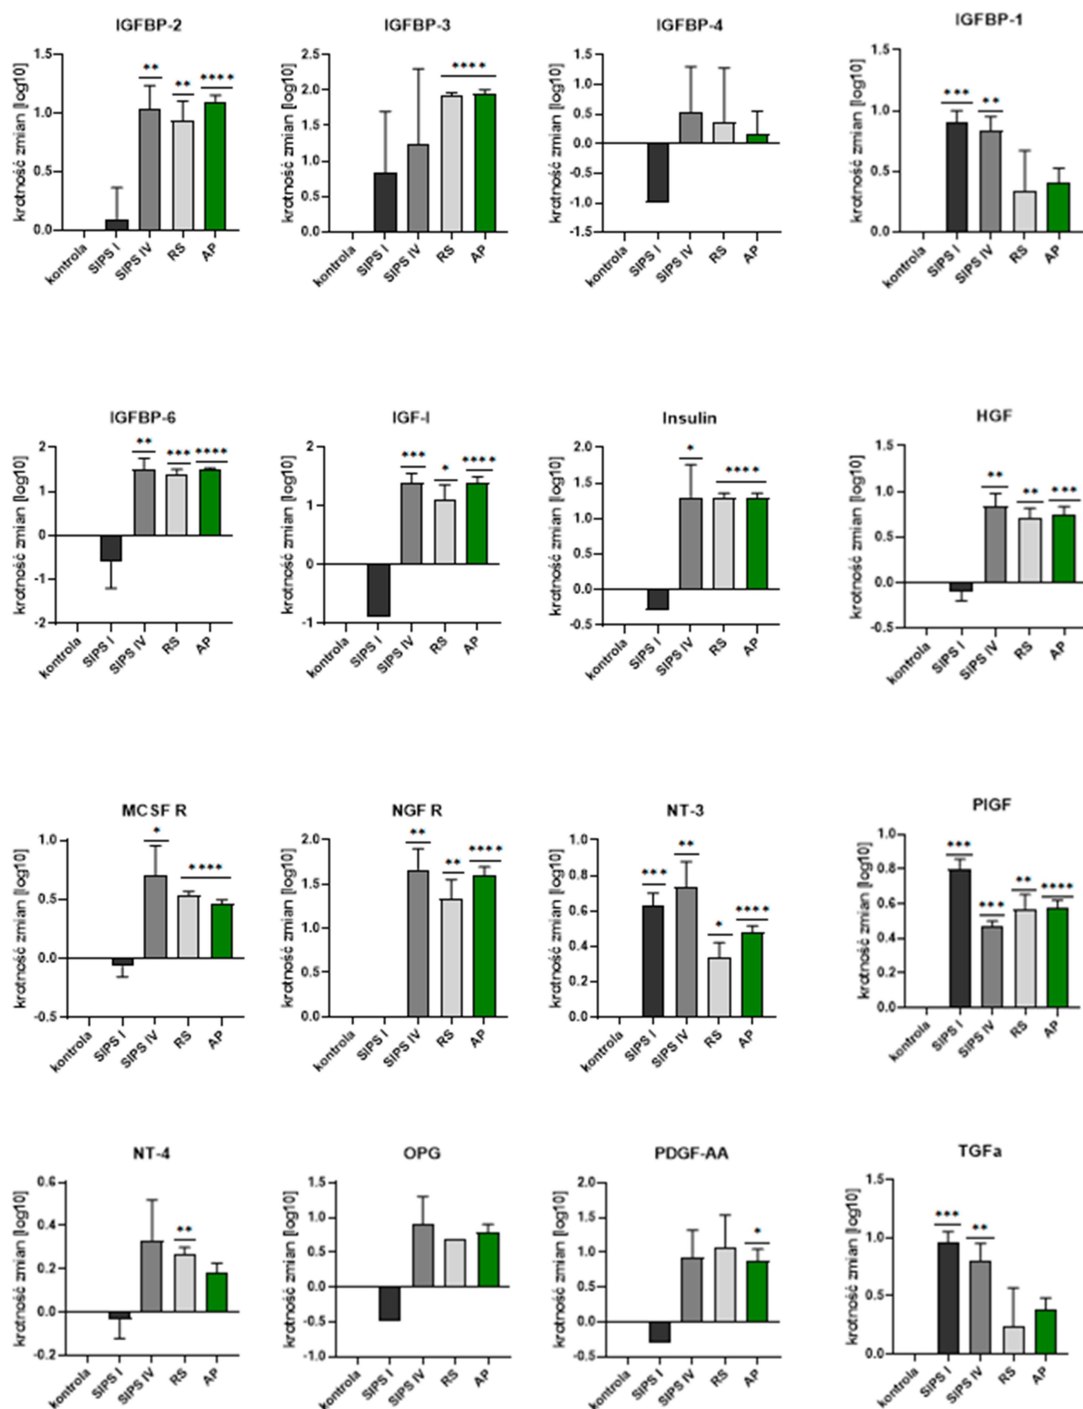 IGFBP-2
IGFBP-3
IGFBP-4
IGFBP-1
krotność zmian [log10]
1.5
1.0
0.5
0.0
** ** ****
kontrola
SIPS I
SIPS IV
RS
AP
krotność zmian [log10]
2.5
2.0
1.5
1.0
0.5
0.0
****
kontrola
SIPS I
SIPS IV
RS
AP
krotność zmian [log10]
1.5
1.0
0.5
0.0
-0.5
-1.0
-1.5
kontrola
SIPS I
SIPS IV
RS
AP
krotność zmian [log10]
1.5
1.0
0.5
0.0
*** **
kontrola
SIPS I
SIPS IV
RS
AP
IGFBP-6
IGF-I
Insulin
HGF
krotność zmian [log10]
2
1
0
-1
-2
** *** ****
kontrola
SIPS I
SIPS IV
RS
AP
krotność zmian [log10]
2
1
0
-1
*** * ****
kontrola
SIPS I
SIPS IV
RS
AP
krotność zmian [log10]
2.0
1.5
1.0
0.5
0.0
-0.5
* ****
kontrola
SIPS I
SIPS IV
RS
AP
krotność zmian [log10]
1.5
1.0
0.5
0.0
-0.5
** ** ***
kontrola
SIPS I
SIPS IV
RS
AP
MCSF R
NGF R
NT-3
PIGF
krotność zmian [log10]
1.0
0.5
0.0
-0.5
* ****
kontrola
SIPS I
SIPS IV
RS
AP
krotność zmian [log10]
2.0
1.5
1.0
0.5
0.0
** ** ****
kontrola
SIPS I
SIPS IV
RS
AP
krotność zmian [log10]
1.0
0.8
0.6
0.4
0.2
0.0
*** ** * ****
kontrola
SIPS I
SIPS IV
RS
AP
krotność zmian [log10]
1.0
0.8
0.6
0.4
0.2
0.0
*** *** ** ****
kontrola
SIPS I
SIPS IV
RS
AP
NT-4
OPG
PDGF-AA
TGFa
krotność zmian [log10]
0.6
0.4
0.2
0.0
-0.2
**
kontrola
SIPS I
SIPS IV
RS
AP
krotność zmian [log10]
1.5
1.0
0.5
0.0
-0.5
-1.0
kontrola
SIPS I
SIPS IV
RS
AP
krotność zmian [log10]
2.0
1.5
1.0
0.5
0.0
-0.5
*
kontrola
SIPS I
SIPS IV
RS
AP
krotność zmian [log10]
1.5
1.0
0.5
0.0
*** **
kontrola
SIPS I
SIPS IV
RS
AP